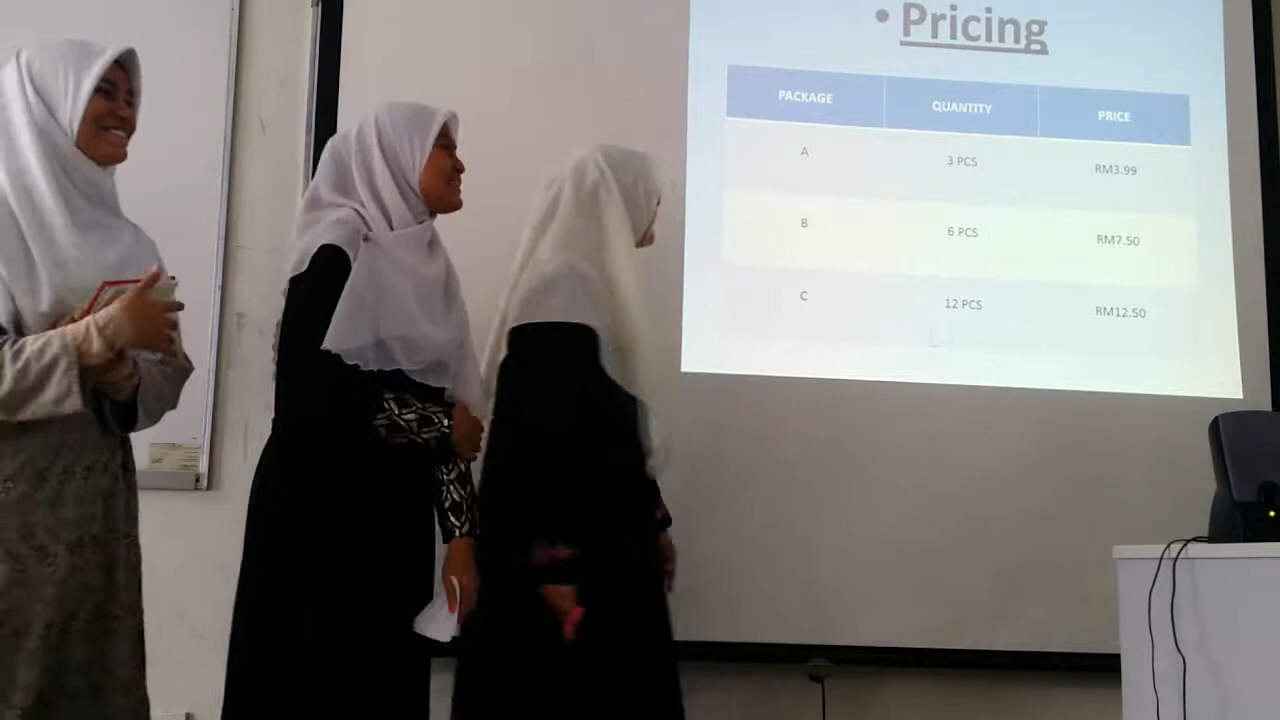 • Pricing
PACKAGE QUANTITY PRICE
A 3 PCS RM3.99
B 6 PCS RM7.50
C 12 PCS RM12.50